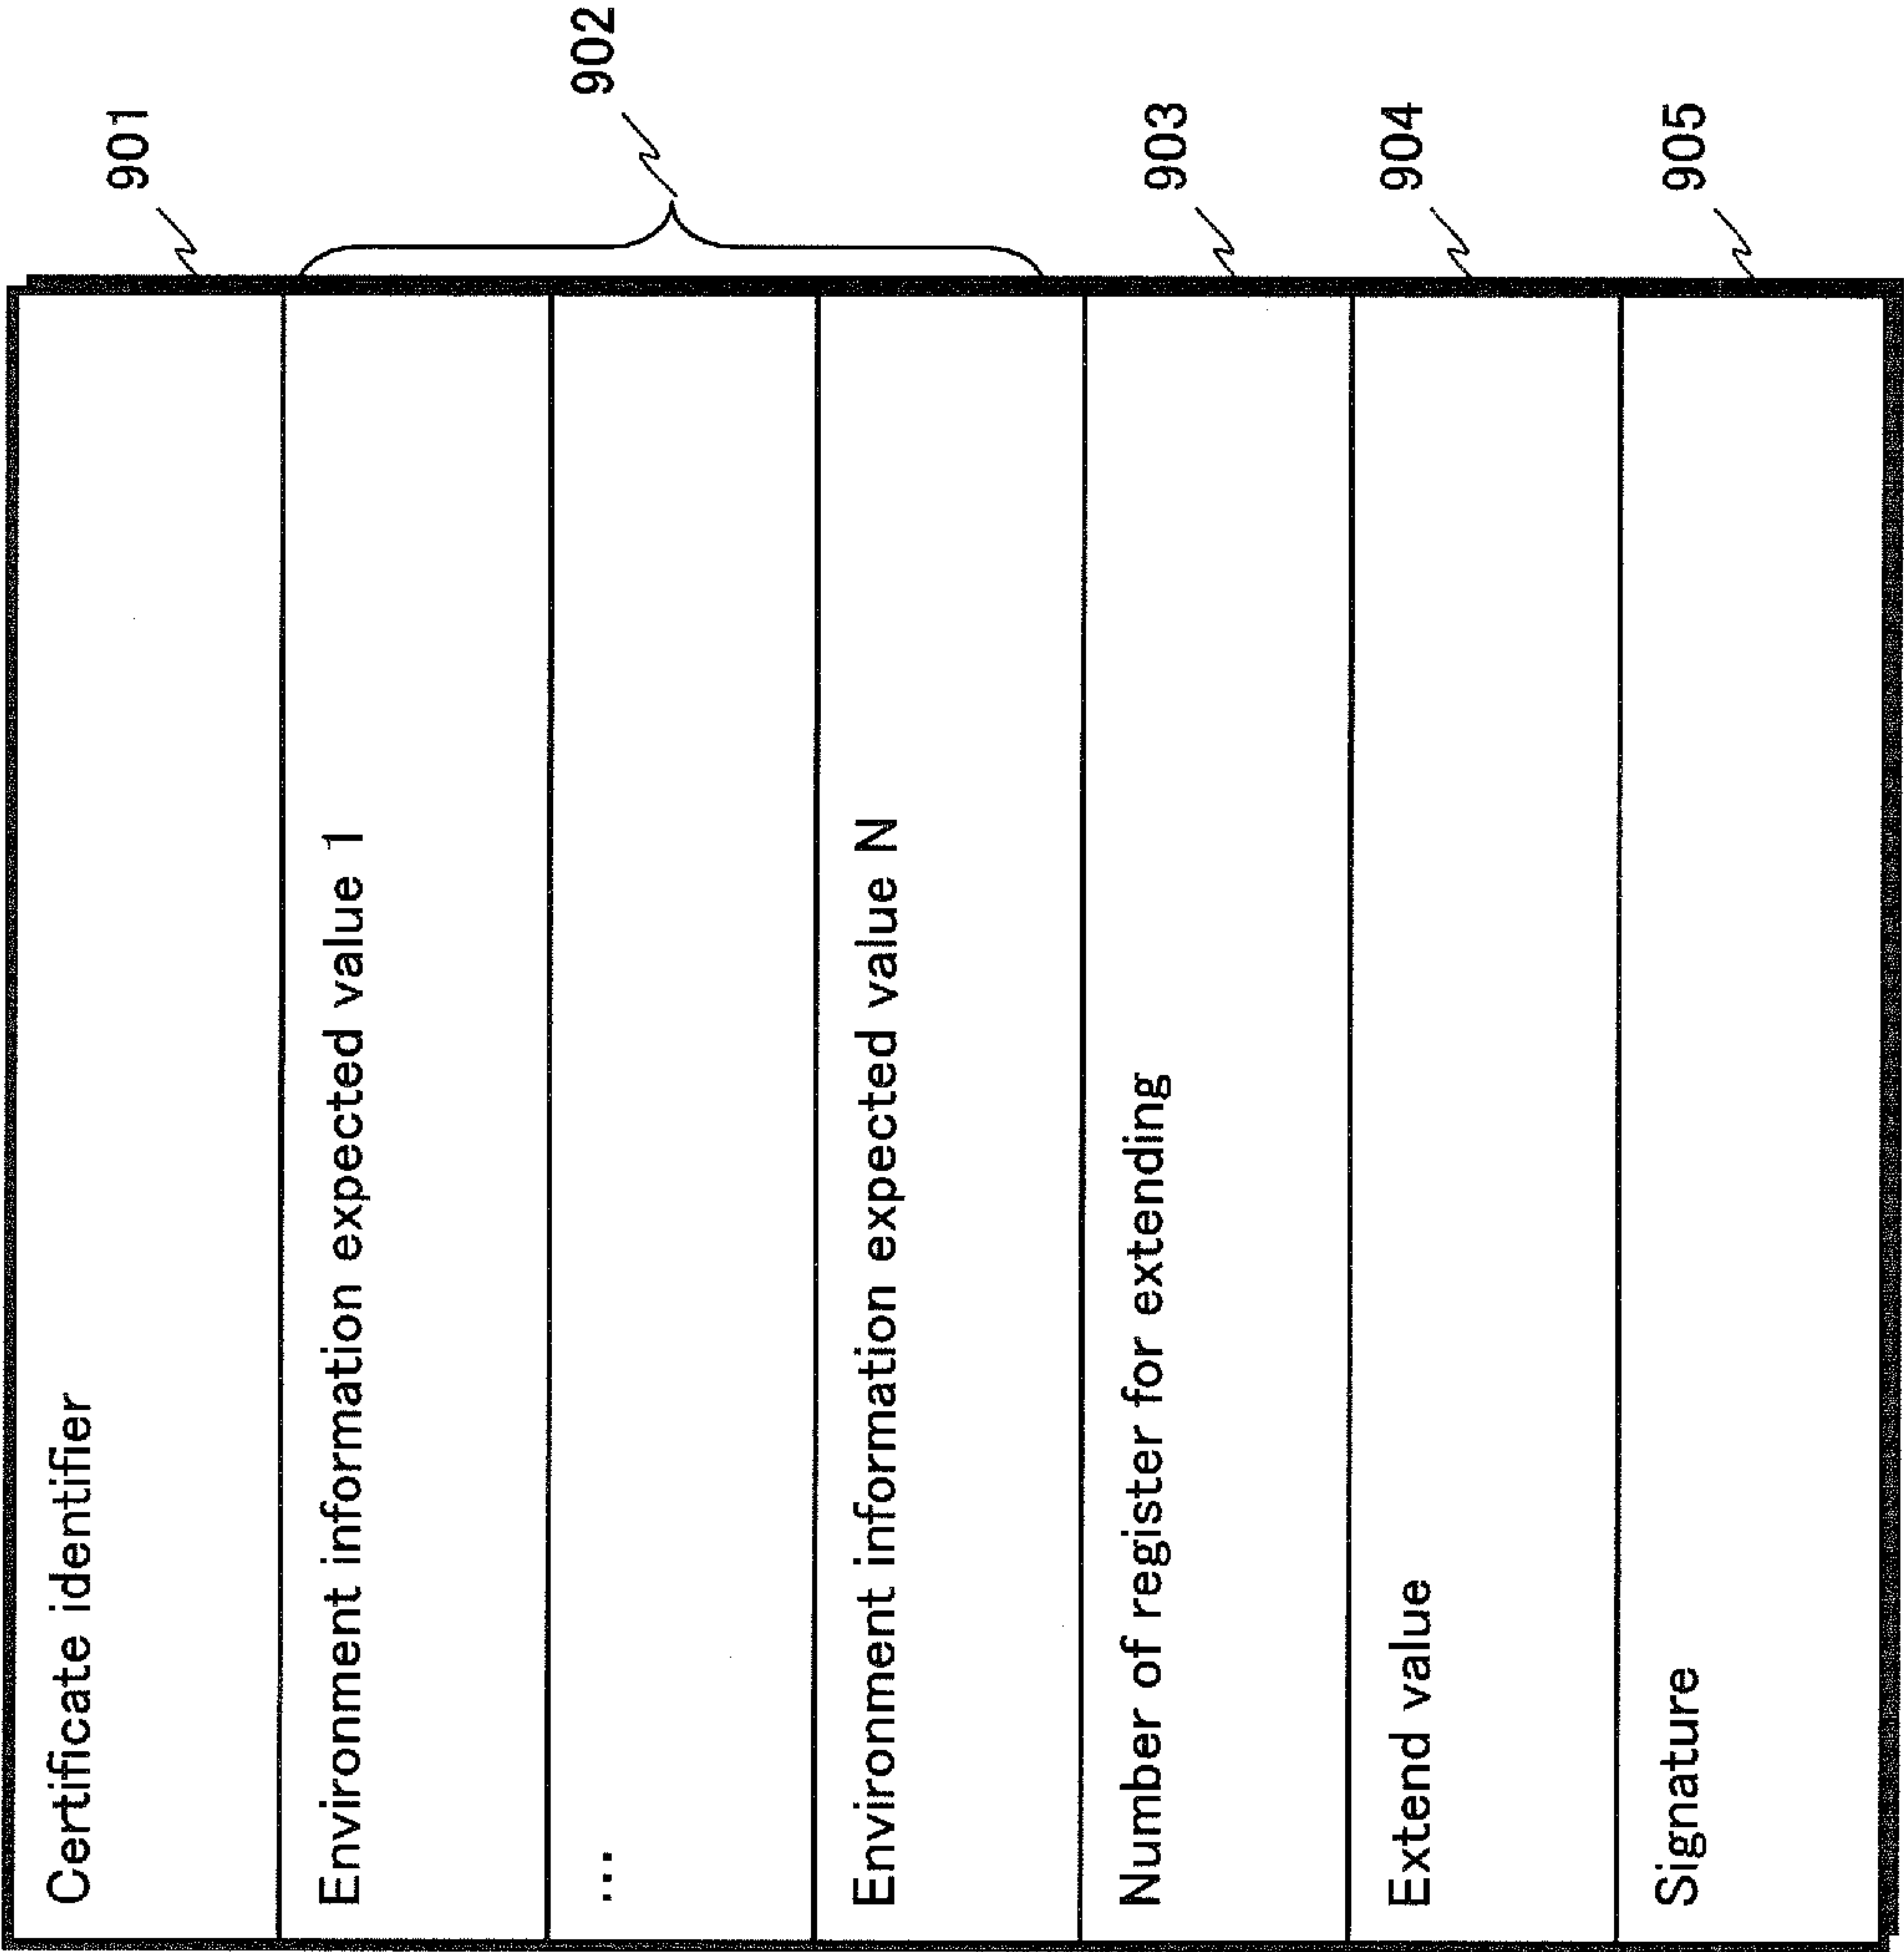 Certificate identifier
901
Environment information expected value 1
...
902
Environment information expected value N
Number of register for extending
903
Extend value
904
Signature
905